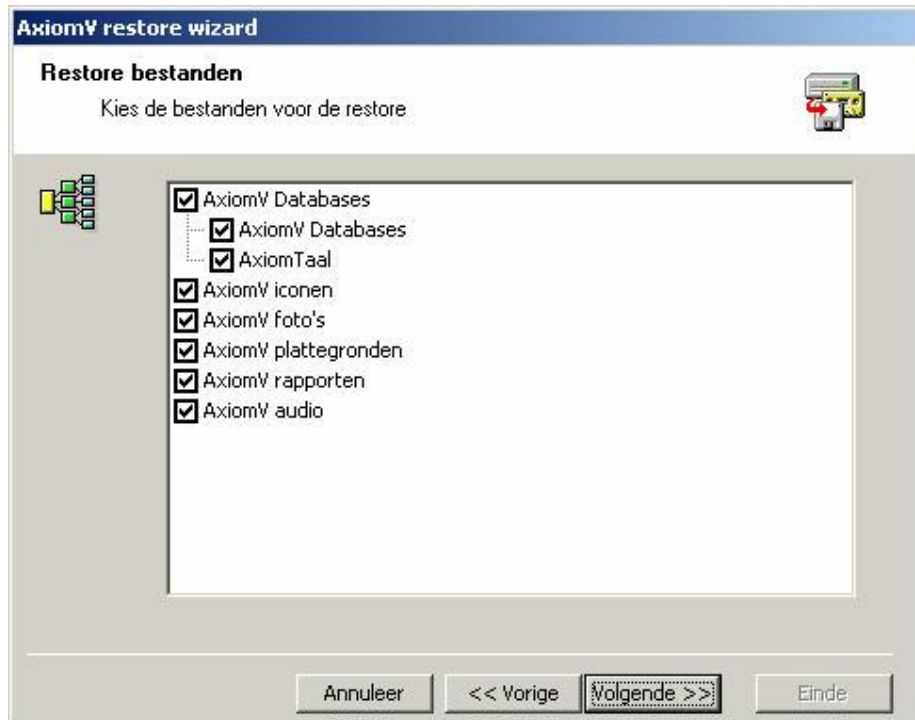 AxiomV restore wizard
Restore bestanden
Kies de bestanden voor de restore
AxiomV Databases
AxiomV Databases
AxiomTaal
AxiomV iconen
AxiomV foto's
AxiomV plattegronden
AxiomV rapporten
AxiomV audio
Annuleer << Vorige Volgende >> Einde